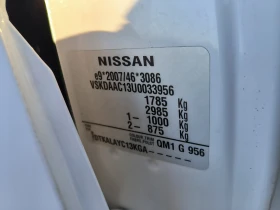 NISSAN
e9*2007/46*3086
VSKDAAC13U0033956
1785 Kg
2985 Kg
1- 1000 Kg
2- 875 Kg
QM1 G 956